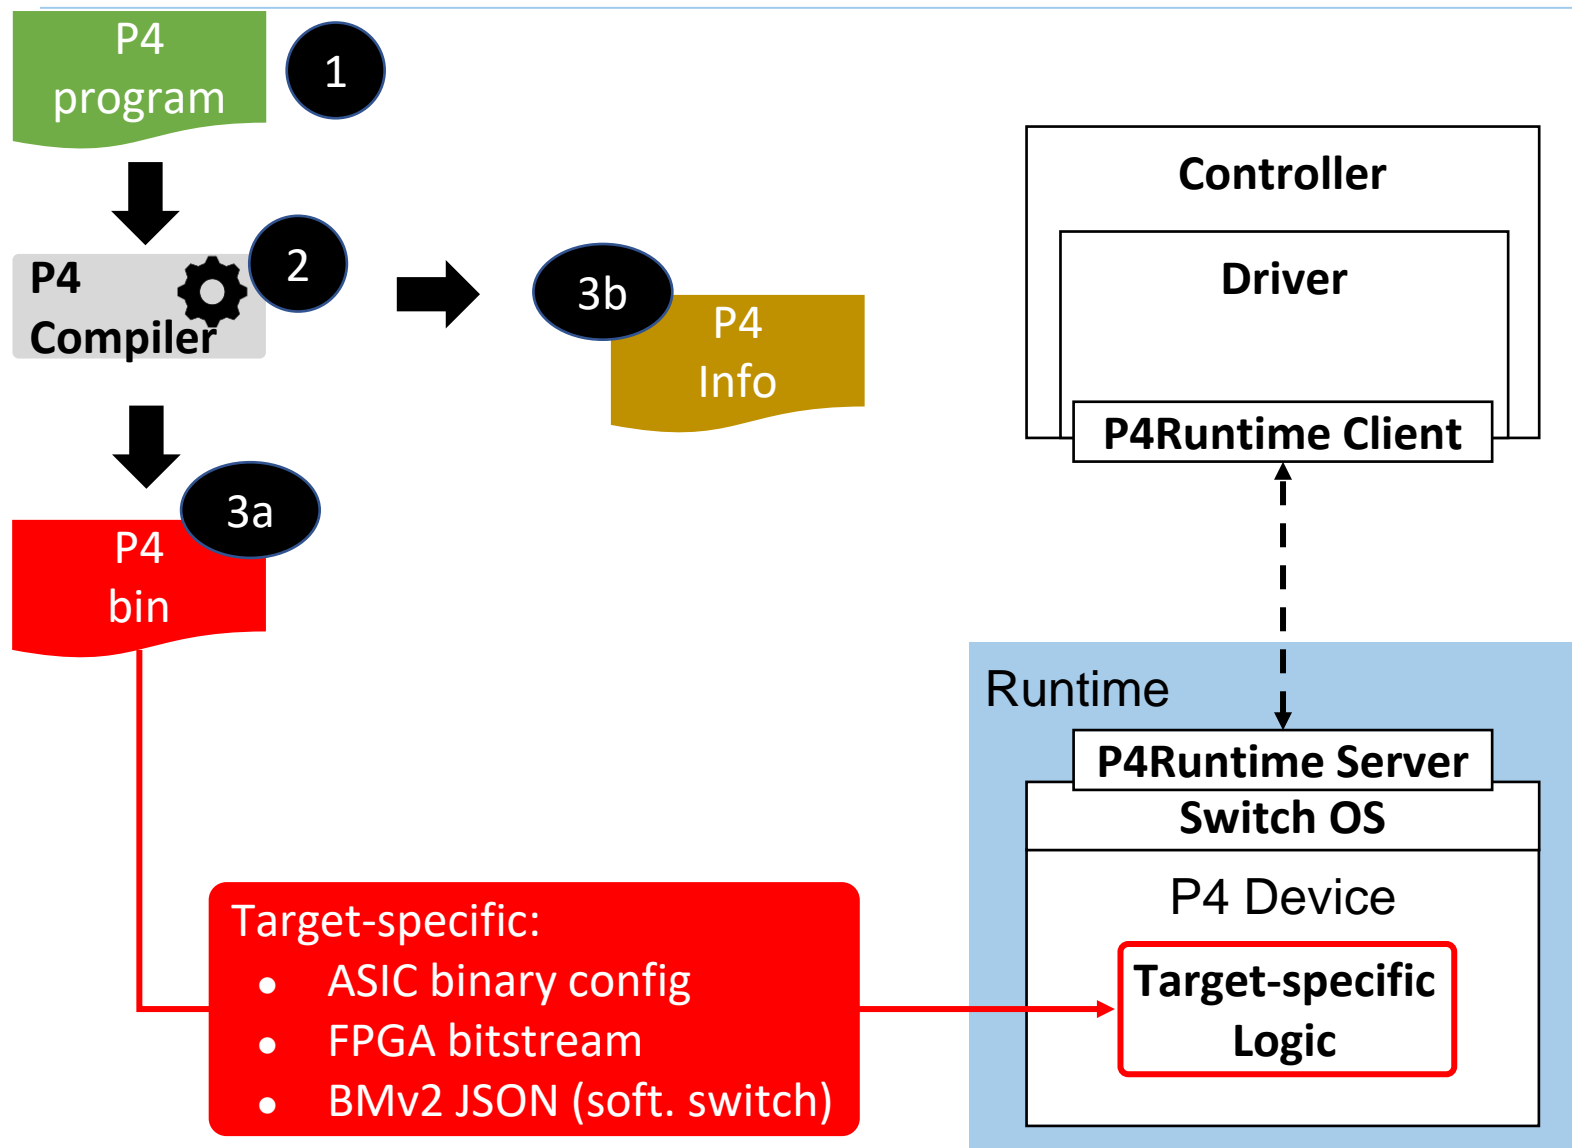 P4
program
1
P4
Compiler
2
3b
P4
Info
3a
P4
bin
Target-specific:
● ASIC binary config
● FPGA bitstream
● BMv2 JSON (soft. switch)
Controller
Driver
P4Runtime Client
Runtime
P4Runtime Server
Switch OS
P4 Device
Target-specific
Logic